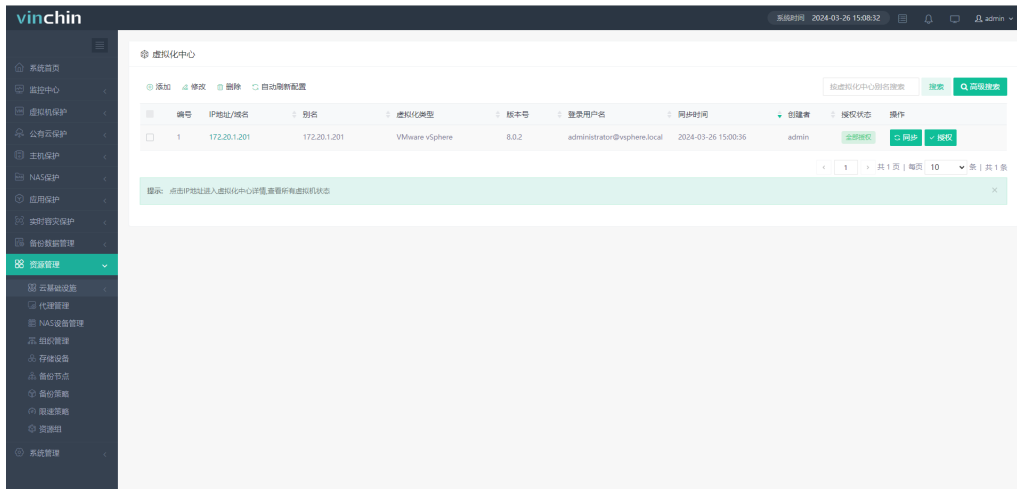 vinchin
系统时间 2024-03-26 15:08:32
admin
系统首页
监控中心
虚拟机保护
公有云保护
主机保护
NAS保护
应用保护
实时容灾保护
备份数据管理
资源管理
云基础设施
代理管理
NAS设备管理
组织管理
存储设备
备份节点
备份策略
限速策略
资源组
系统管理
虚拟化中心
添加 修改 删除 自动刷新配置
按虚拟化中心别名搜索 搜索 高级搜索
编号 IP地址/域名 别名 虚拟化类型 版本号 登录用户名 同步时间 创建者 授权状态 操作
1 172.20.1.201 172.20.1.201 VMware vSphere 8.0.2 administrator@vsphere.local 2024-03-26 15:00:36 admin 全部授权 同步 授权
< 1 > 共1页 | 每页 10 条 | 共1条
提示: 点击IP地址进入虚拟化中心详情,查看所有虚拟机状态